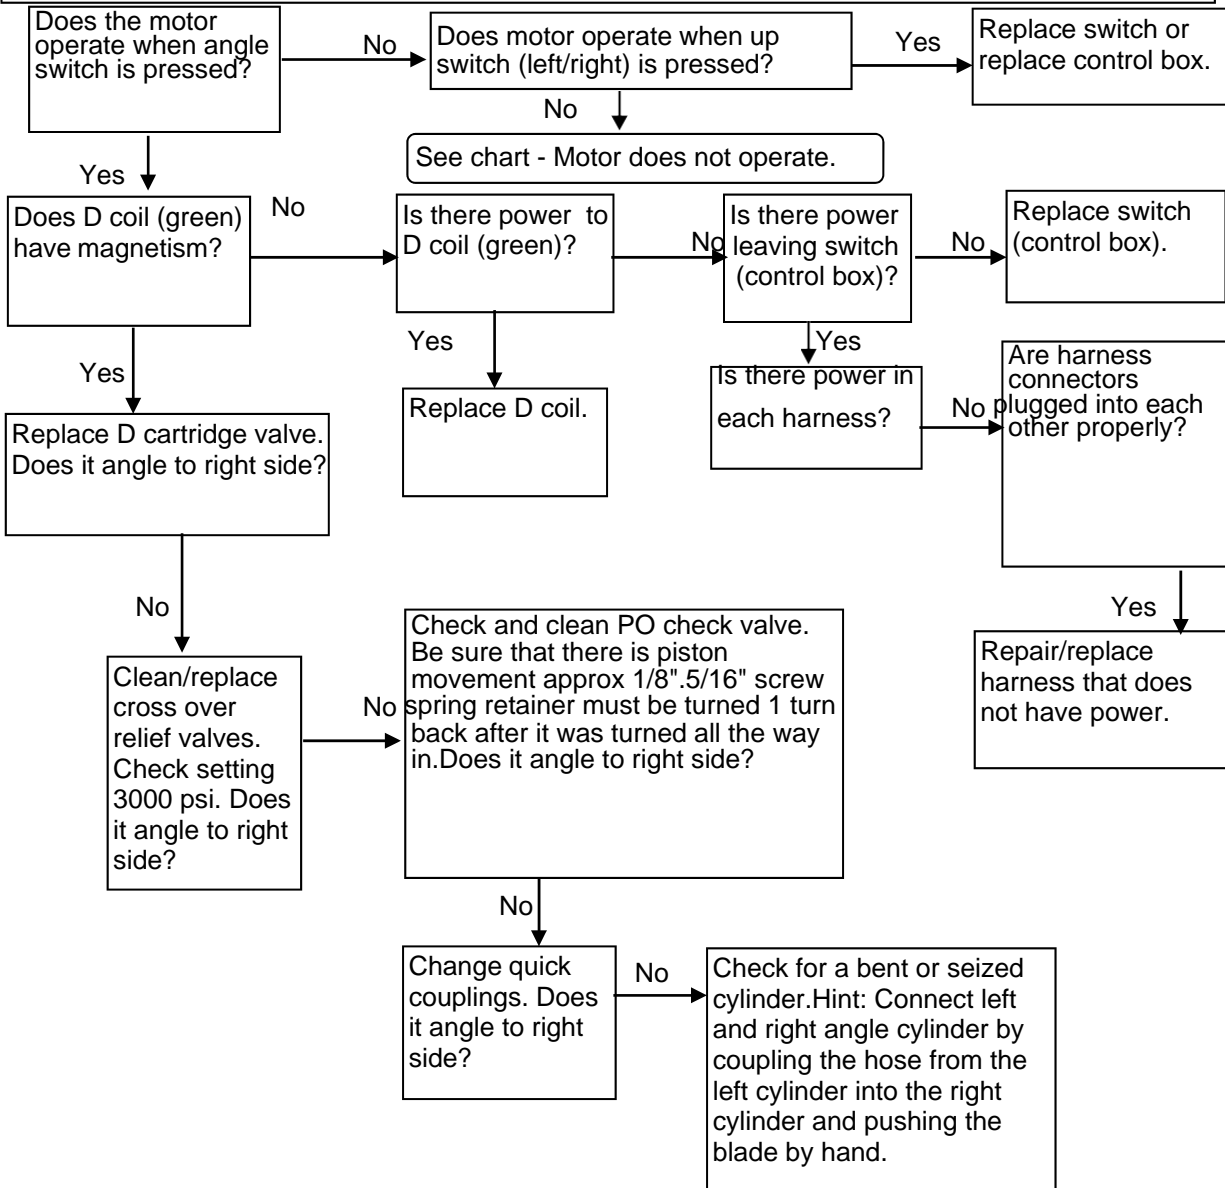 Does the motor
operate when angle
switch is pressed?
No
Does motor operate when up
switch (left/right) is pressed?
Yes
Replace switch or
replace control box.
No
See chart - Motor does not operate.
Yes
Does D coil (green)
have magnetism?
No
Is there power to
D coil (green)?
No
Is there power
leaving switch
(control box)?
No
Replace switch
(control box).
Yes
Replace D cartridge valve.
Does it angle to right side?
Yes
Replace D coil.
Yes
Is there power in
each harness?
No
Are harness
connectors
plugged into each
other properly?
Yes
Repair/replace
harness that does
not have power.
No
Clean/replace
cross over
relief valves.
Check setting
3000 psi. Does
it angle to right
side?
No
Check and clean PO check valve.
Be sure that there is piston
movement approx 1/8".5/16" screw
spring retainer must be turned 1 turn
back after it was turned all the way
in.Does it angle to right side?
No
Change quick
couplings. Does
it angle to right
side?
No
Check for a bent or seized
cylinder.Hint: Connect left
and right angle cylinder by
coupling the hose from the
left cylinder into the right
cylinder and pushing the
blade by hand.